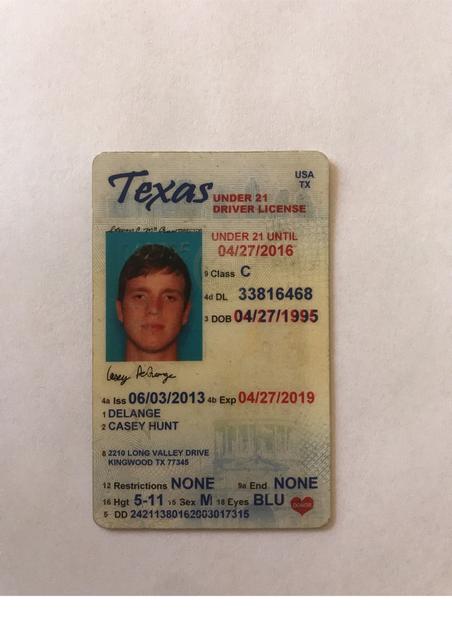 Texas
USA
TX
UNDER 21
DRIVER LICENSE
UNDER 21 UNTIL
04/27/2016
9 Class C
4d DL 33816468
3 DOB 04/27/1995
4a Iss 06/03/2013 4b Exp 04/27/2019
1 DELANGE
2 CASEY HUNT
8 2210 LONG VALLEY DRIVE
KINGWOOD TX 77345
12 Restrictions NONE 9a End NONE
16 Hgt 5-11 15 Sex M 18 Eyes BLU DONOR
5 DD 24211380162003017315